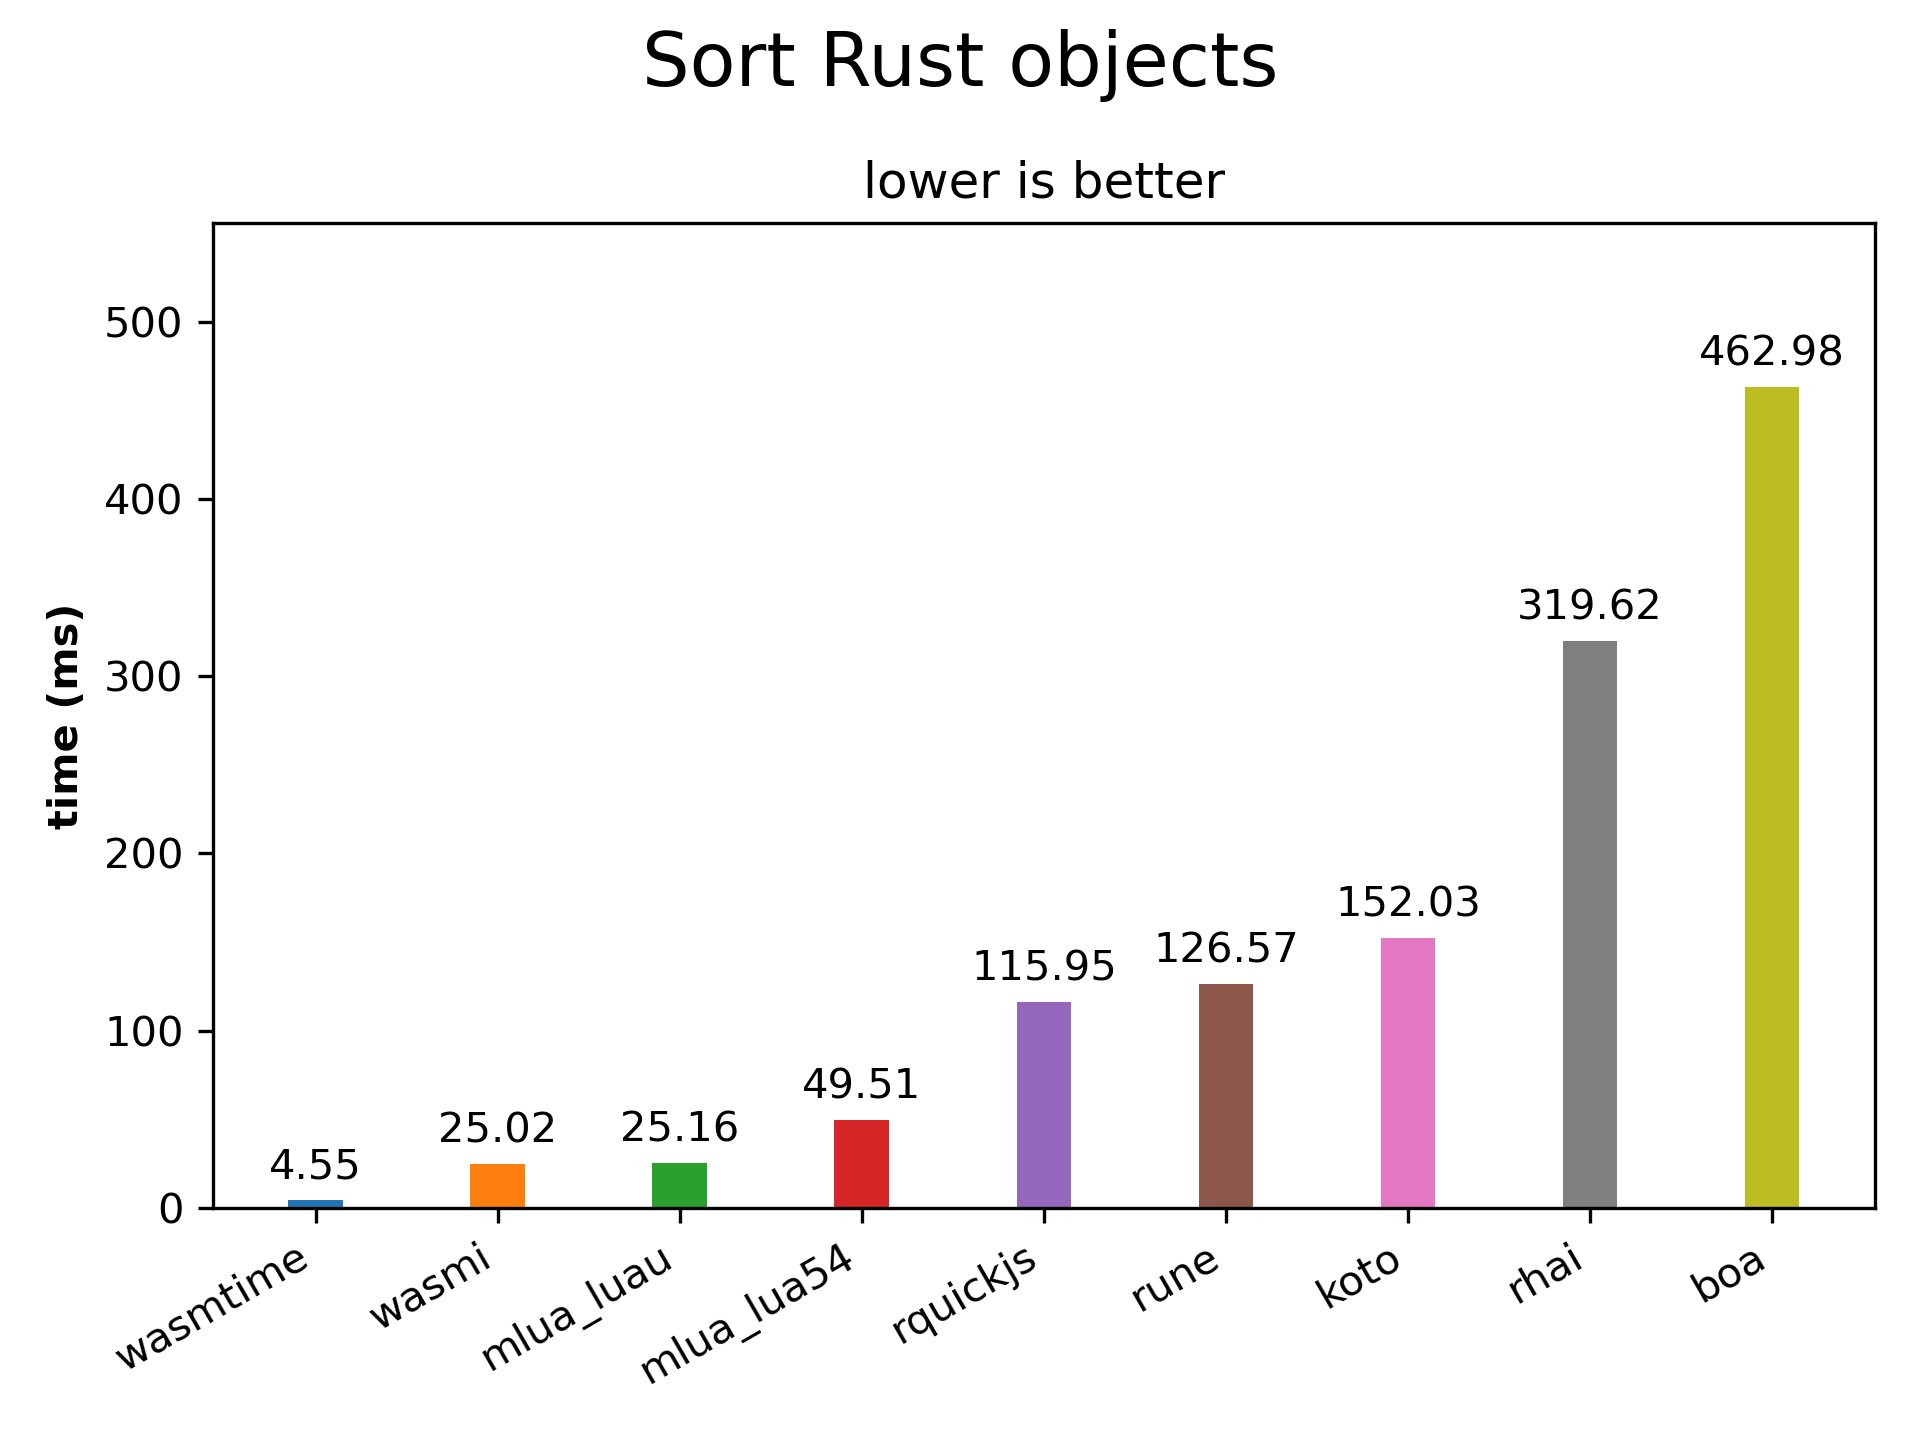 Sort Rust objects
lower is better
time (ms)
500
400
300
200
100
0
4.55
25.02
25.16
49.51
115.95
126.57
152.03
319.62
462.98
wasmtime
wasmi
mlua_luau
mlua_lua54
rquickjs
rune
koto
rhai
boa